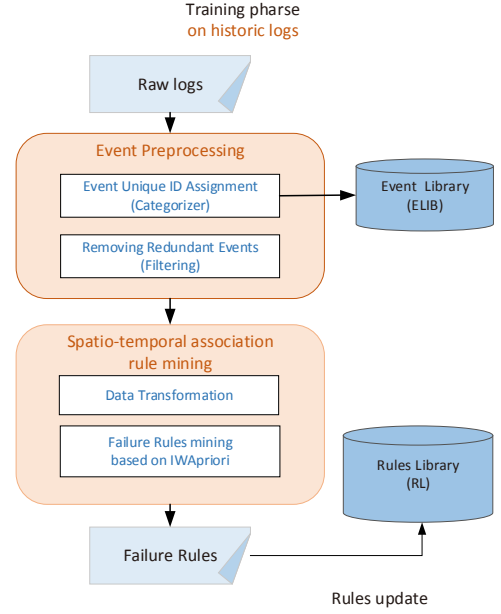 Training pharse
on historic logs
Raw logs
Event Preprocessing
Event Unique ID Assignment
(Categorizer)
Event Library
(ELIB)
Removing Redundant Events
(Filtering)
Spatio-temporal association
rule mining
Data Transformation
Failure Rules mining
based on IWApriori
Rules Library
(RL)
Failure Rules
Rules update